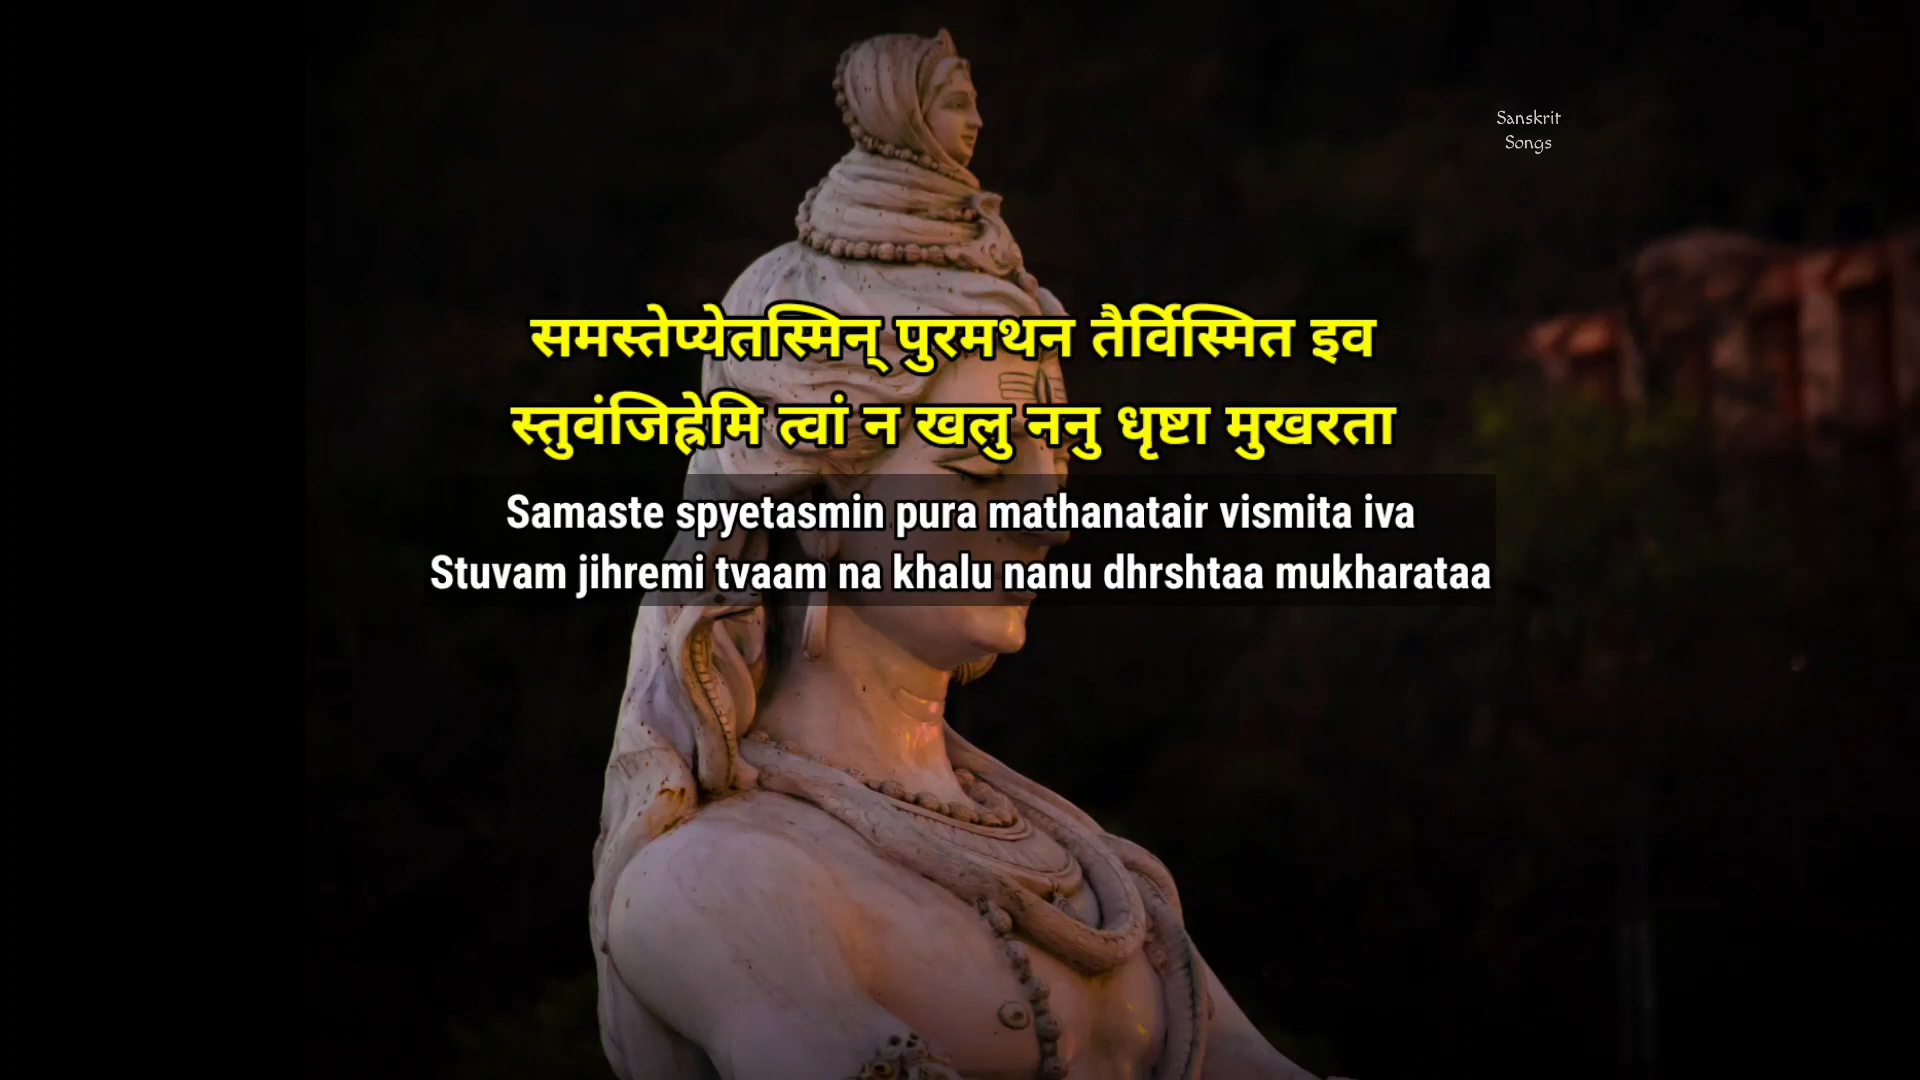 Sanskrit
Songs
समस्तेप्येतस्मिन् पुरमथन तैर्विस्मित इव
स्तुवंजिह्रेमि त्वां न खलु ननु धृष्टा मुखरता
Samaste spyetasmin pura mathanatair vismita iva
Stuvam jihremi tvaam na khalu nanu dhrshtaa mukharataa